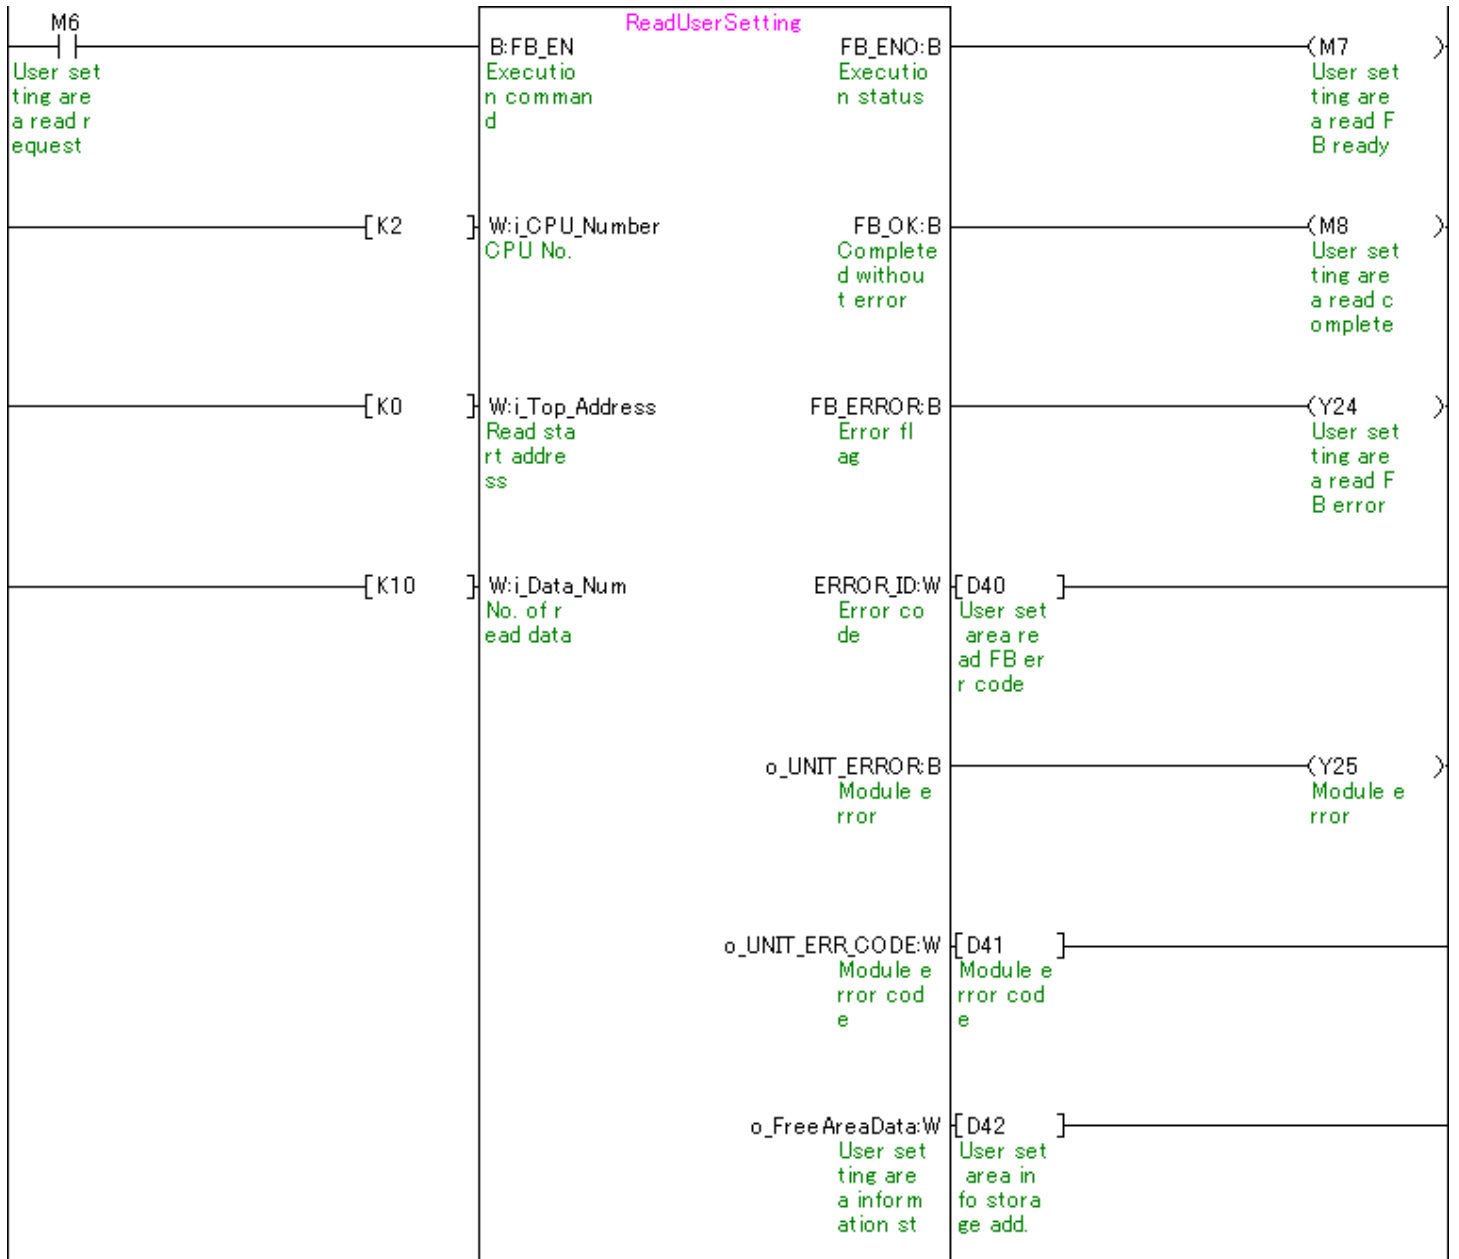 M6
ReadUserSetting
B:FB_EN
FB_ENO:B
(M7 )
User set
ting are
a read r
equest
Executio
n comman
d
Executio
n status
User set
ting are
a read F
B ready
[K2 ]
W:i_CPU_Number
FB_OK:B
(M8 )
CPU No.
Complete
d withou
t error
User set
ting are
a read c
omplete
[K0 ]
W:i_Top_Address
FB_ERROR:B
(Y24 )
Read sta
rt addre
ss
Error fl
ag
User set
ting are
a read F
B error
[K10 ]
W:i_Data_Num
ERROR_ID:W
[D40 ]
No. of r
ead data
Error co
de
User set
area re
ad FB er
r code
o_UNIT_ERROR:B
(Y25 )
Module e
rror
Module e
rror
o_UNIT_ERR_CODE:W
[D41 ]
Module e
rror cod
e
Module e
rror cod
e
o_FreeAreaData:W
[D42 ]
User set
ting are
a inform
ation st
User set
area in
fo stora
ge add.